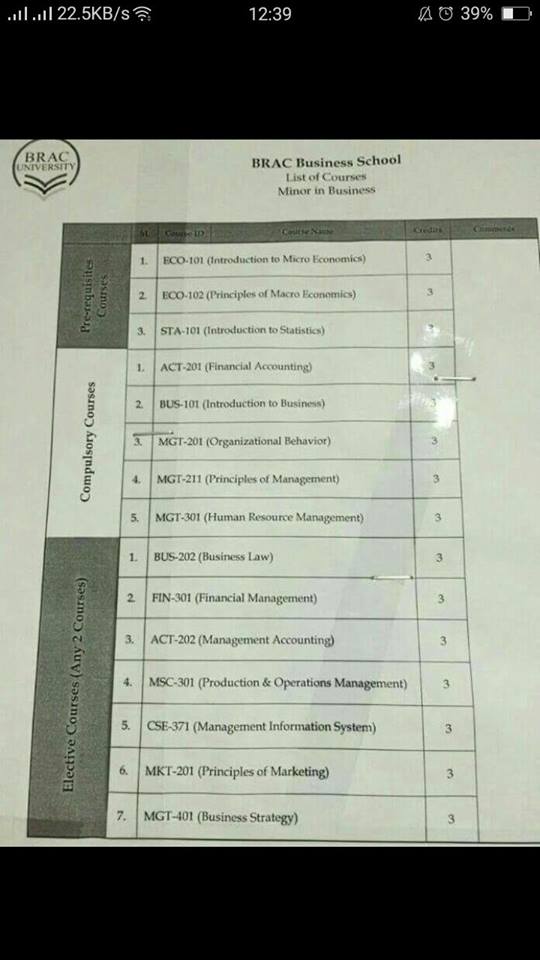 22.5KB/s 12:39 39%
BRAC
UNIVERSITY
BRAC Business School
List of Courses
Minor in Business
SL Course ID Course Name Credits Comments
Pre-requisites Courses
1. ECO-101 (Introduction to Micro Economics) 3
2. ECO-102 (Principles of Macro Economics) 3
3. STA-101 (Introduction to Statistics) 3
Compulsory Courses
1. ACT-201 (Financial Accounting) 3
2. BUS-101 (Introduction to Business) 3
3. MGT-201 (Organizational Behavior) 3
4. MGT-211 (Principles of Management) 3
5. MGT-301 (Human Resource Management) 3
Elective Courses (Any 2 Courses)
1. BUS-202 (Business Law) 3
2. FIN-301 (Financial Management) 3
3. ACT-202 (Management Accounting) 3
4. MSC-301 (Production & Operations Management) 3
5. CSE-371 (Management Information System) 3
6. MKT-201 (Principles of Marketing) 3
7. MGT-401 (Business Strategy) 3